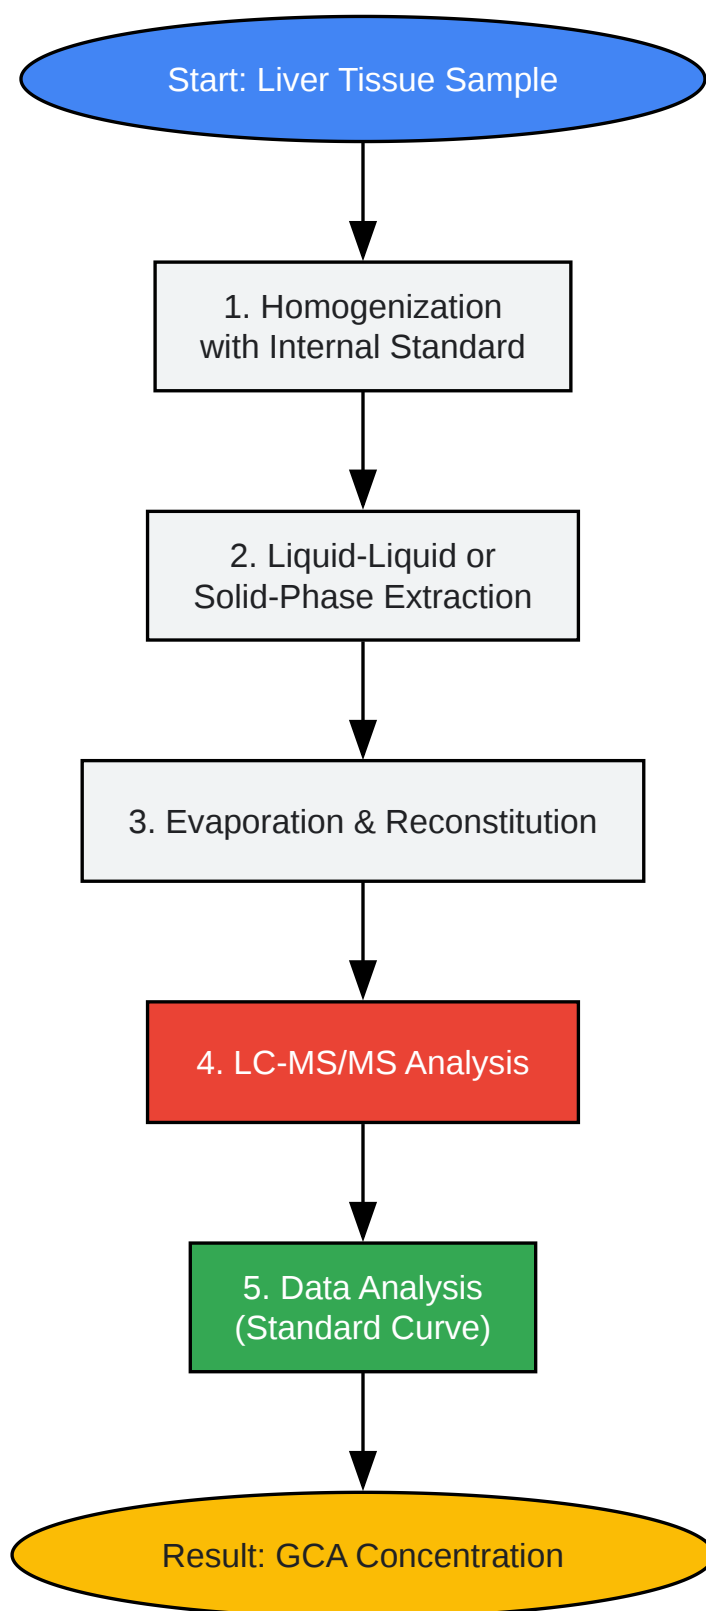 Start: Liver Tissue Sample
1. Homogenization
with Internal Standard
2. Liquid-Liquid or
Solid-Phase Extraction
3. Evaporation & Reconstitution
4. LC-MS/MS Analysis
5. Data Analysis
(Standard Curve)
Result: GCA Concentration